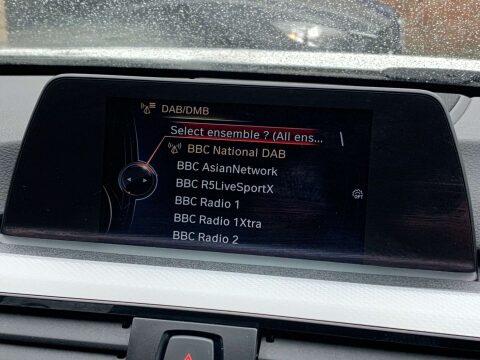 DAB/DMB
Select ensemble ? (All ens...
BBC National DAB
BBC AsianNetwork
BBC R5LiveSportX
BBC Radio 1
BBC Radio 1Xtra
BBC Radio 2
OPT